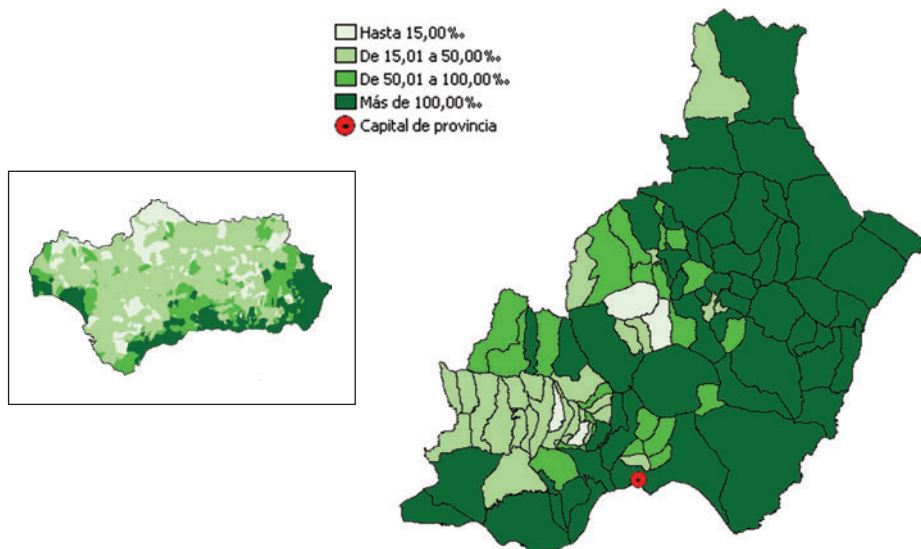 Hasta 15,00‰
De 15,01 a 50,00‰
De 50,01 a 100,00‰
Más de 100,00‰
Capital de provincia